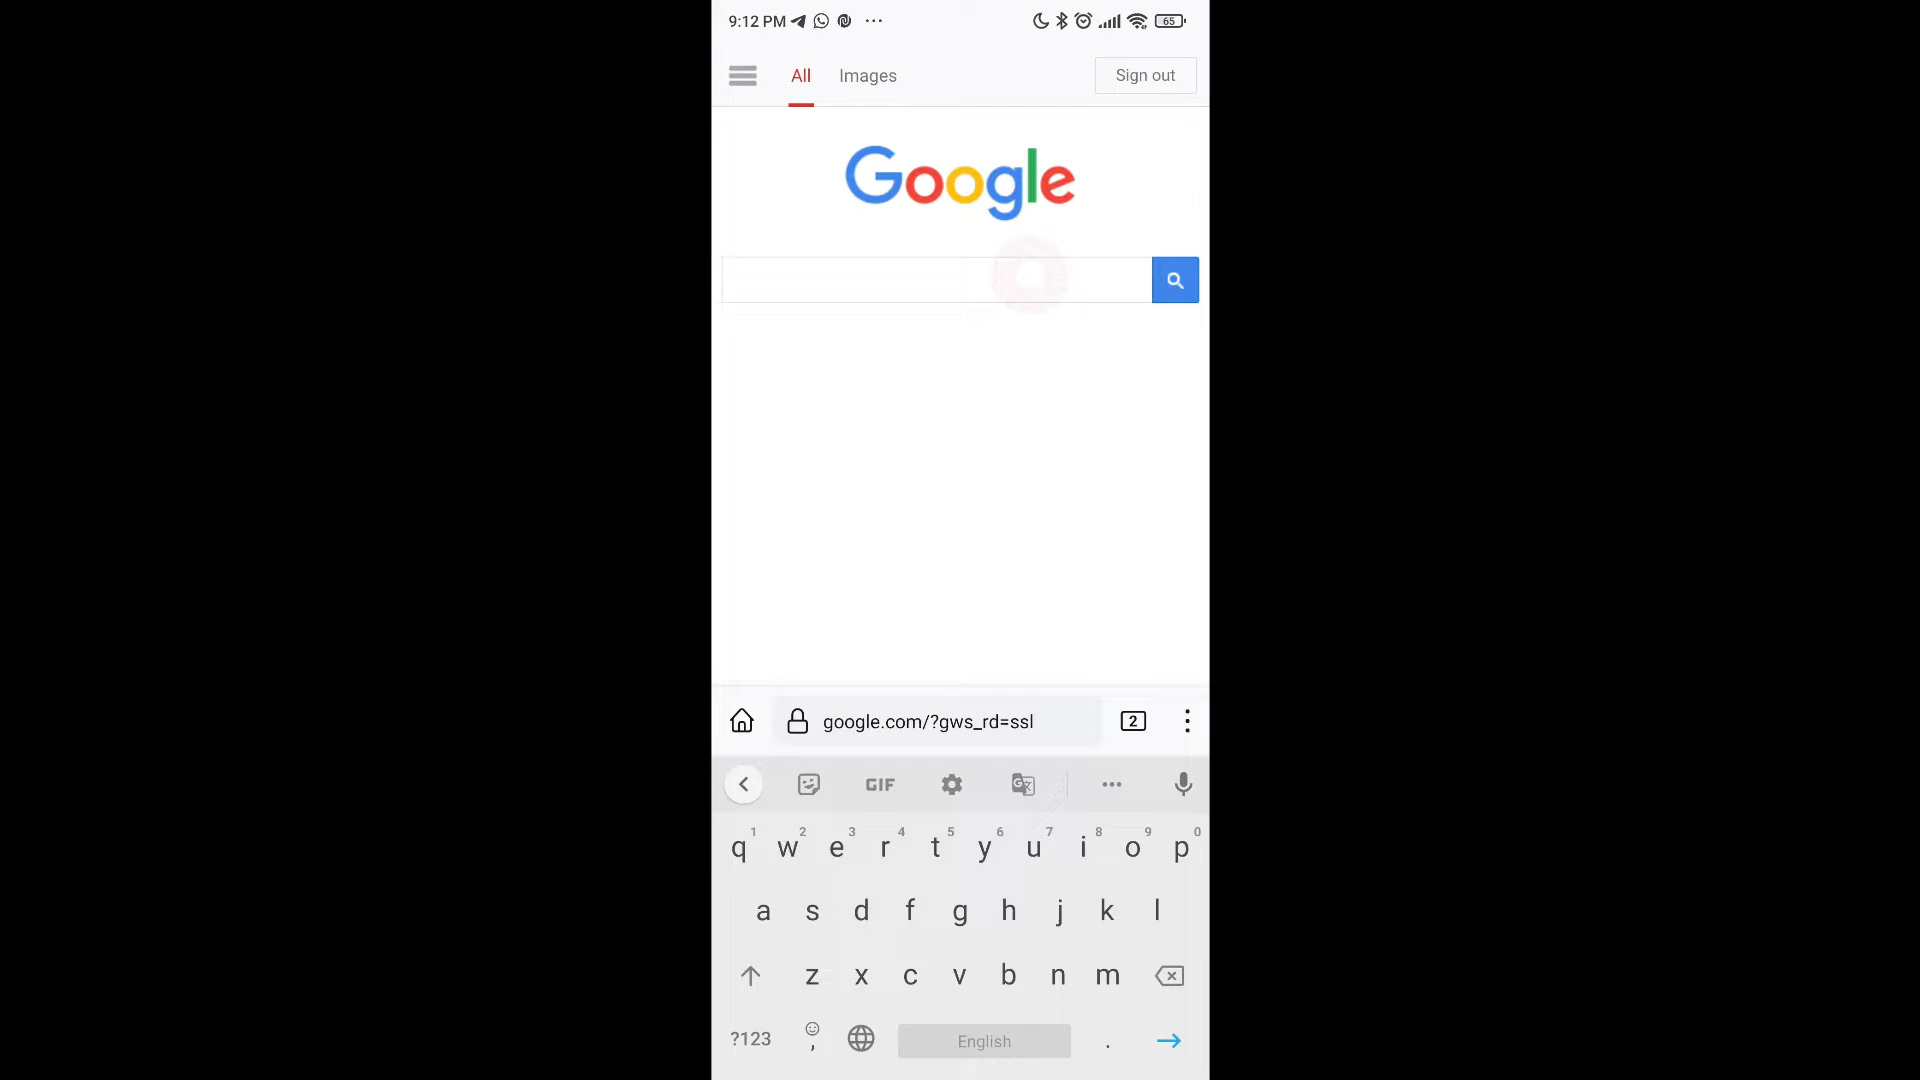 9:12 PM ... 65
All Images Sign out
Google
google.com/?gws_rd=ssl 2
GIF ...
1 2 3 4 5 6 7 8 9 0
q w e r t y u i o p
a s d f g h j k l
z x c v b n m
?123 , English .